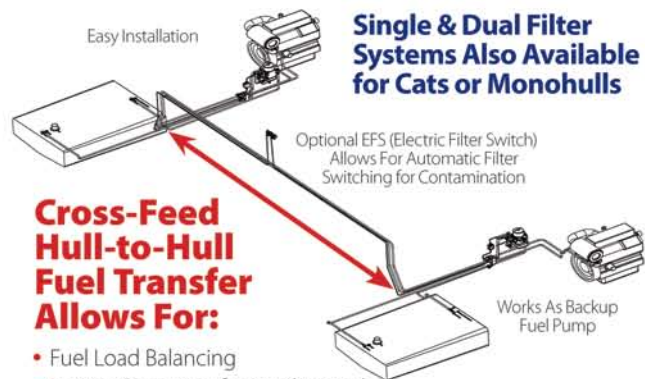 Easy Installation
Single & Dual Filter
Systems Also Available
for Cats or Monohulls
Optional EFS (Electric Filter Switch)
Allows For Automatic Filter
Switching for Contamination
Cross-Feed
Hull-to-Hull
Fuel Transfer
Allows For:
Works As Backup
Fuel Pump
• Fuel Load Balancing